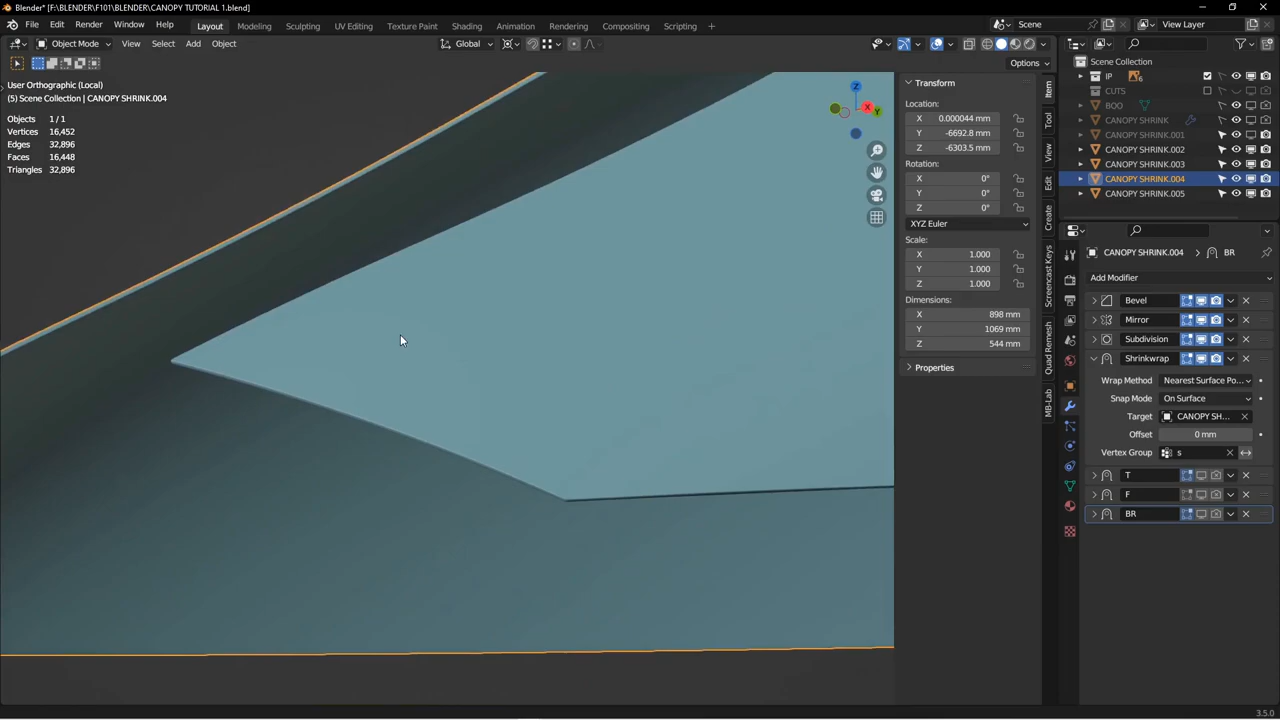 Blender* [F:\BLENDER\F101\BLENDER\CANOPY TUTORIAL 1.blend]
File Edit Render Window Help Layout Modeling Sculpting UV Editing Texture Paint Shading Animation Rendering Compositing Scripting + Scene View Layer
Object Mode View Select Add Object Global
Options
User Orthographic (Local)
(5) Scene Collection | CANOPY SHRINK.004
Objects 1 / 1
Vertices 16,452
Edges 32,896
Faces 16,448
Triangles 32,896
Z
X
Y
Transform
Location:
X 0.000044 mm
Y -6692.8 mm
Z -6303.5 mm
Rotation:
X 0°
Y 0°
Z 0°
XYZ Euler
Scale:
X 1.000
Y 1.000
Z 1.000
Dimensions:
X 898 mm
Y 1069 mm
Z 544 mm
Properties
Item
Tool
View
Edit
Create
Screencast Keys
Quad Remesh
MB-Lab
Scene Collection
IP 6
CUTS
BOO
CANOPY SHRINK
CANOPY SHRINK.001
CANOPY SHRINK.002
CANOPY SHRINK.003
CANOPY SHRINK.004
CANOPY SHRINK.005
CANOPY SHRINK.004 > BR
Add Modifier
Bevel
Mirror
Subdivision
Shrinkwrap
Wrap Method Nearest Surface Po...
Snap Mode On Surface
Target CANOPY SH...
Offset 0 mm
Vertex Group s
T
F
BR
3.5.0